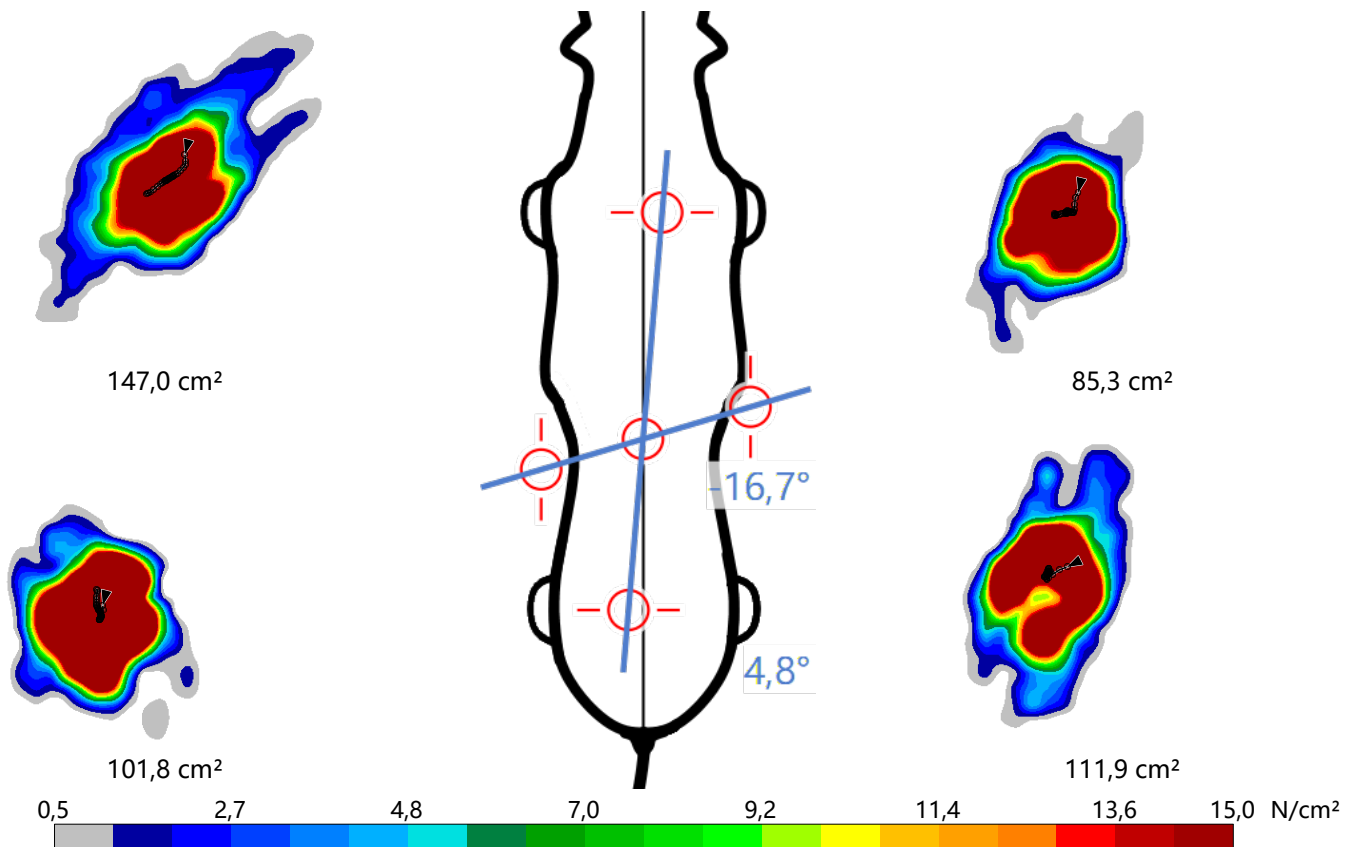 147,0 cm²
85,3 cm²
-16,7°
4,8°
101,8 cm²
111,9 cm²
0,5 2,7 4,8 7,0 9,2 11,4 13,6 15,0 N/cm²